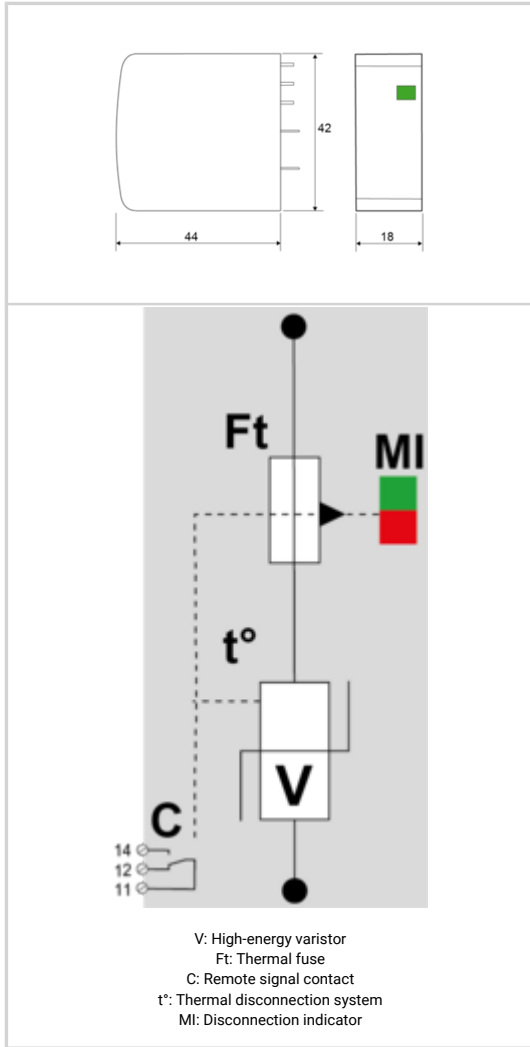 42
44
18
Ft
MI
t°
V
C
14
12
11
V: High-energy varistor
Ft: Thermal fuse
C: Remote signal contact
t°: Thermal disconnection system
MI: Disconnection indicator